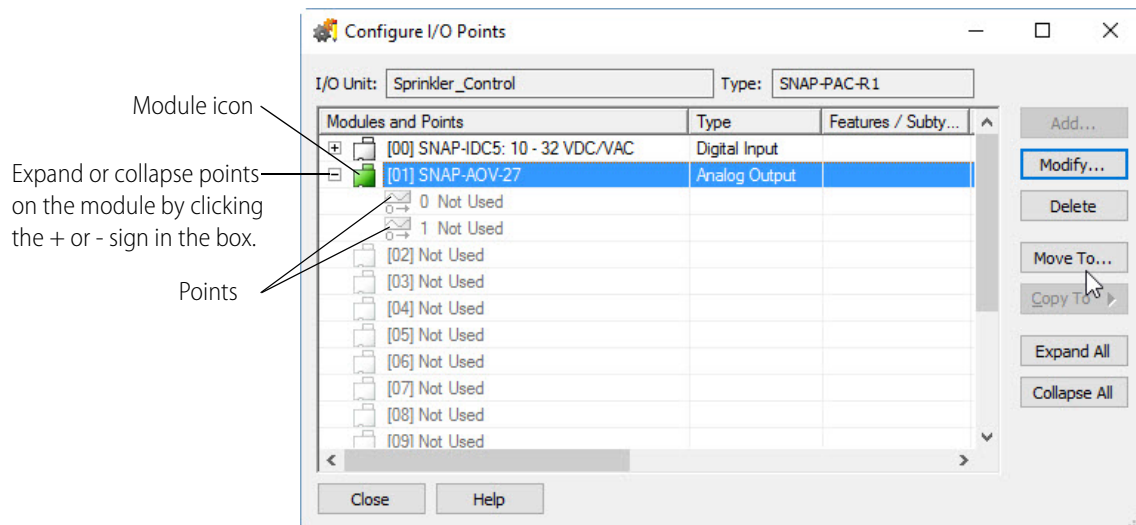 Configure I/O Points
I/O Unit: Sprinkler_Control Type: SNAP-PAC-R1
Module icon
Modules and Points Type Features / Subty...
Add...
[00] SNAP-IDC5: 10 - 32 VDC/VAC Digital Input
Expand or collapse points
on the module by clicking
the + or - sign in the box.
[01] SNAP-AOV-27 Analog Output
Modify...
0 Not Used
Delete
1 Not Used
[02] Not Used
Move To...
Points
[03] Not Used
Copy To
[04] Not Used
[05] Not Used
Expand All
[06] Not Used
[07] Not Used
Collapse All
[08] Not Used
[09] Not Used
Close Help